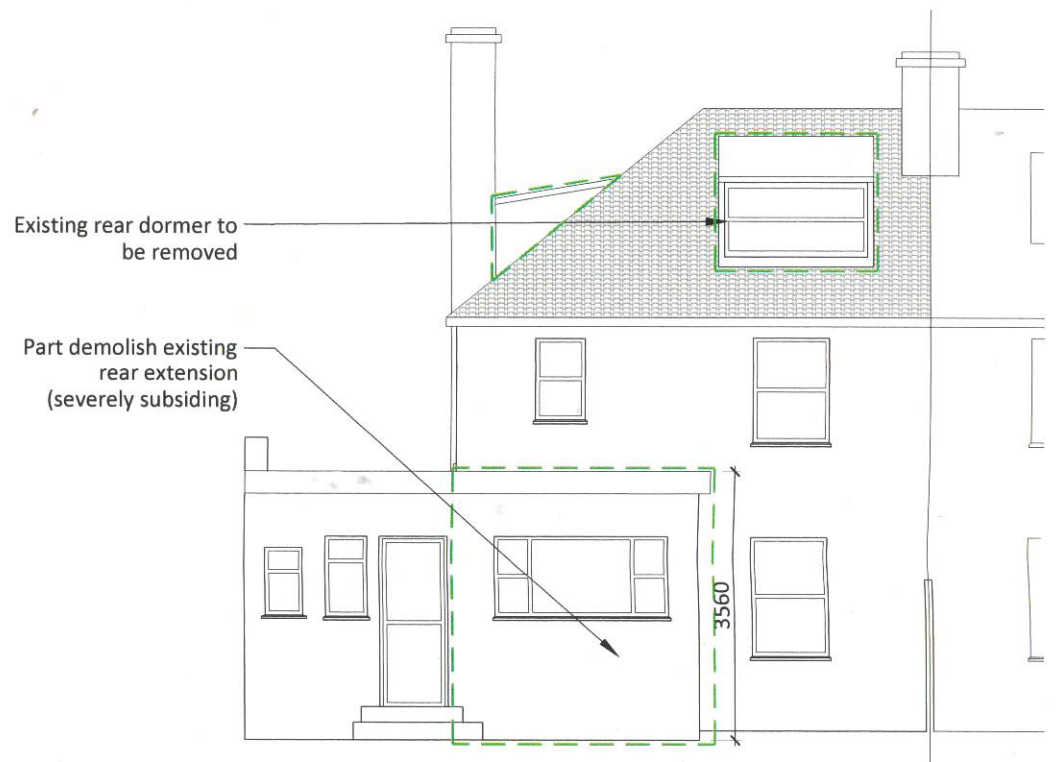 Existing rear dormer to
be removed
Part demolish existing
rear extension
(severely subsiding)
3560